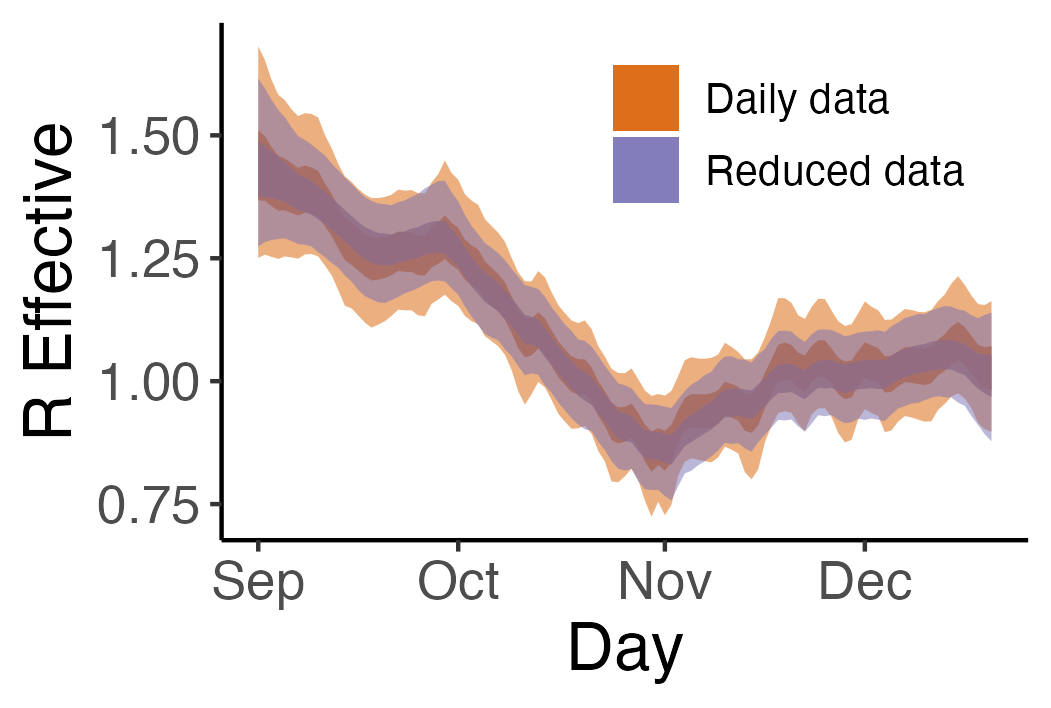 R Effective
1.50
1.25
1.00
0.75
Daily data
Reduced data
Sep
Oct
Nov
Dec
Day